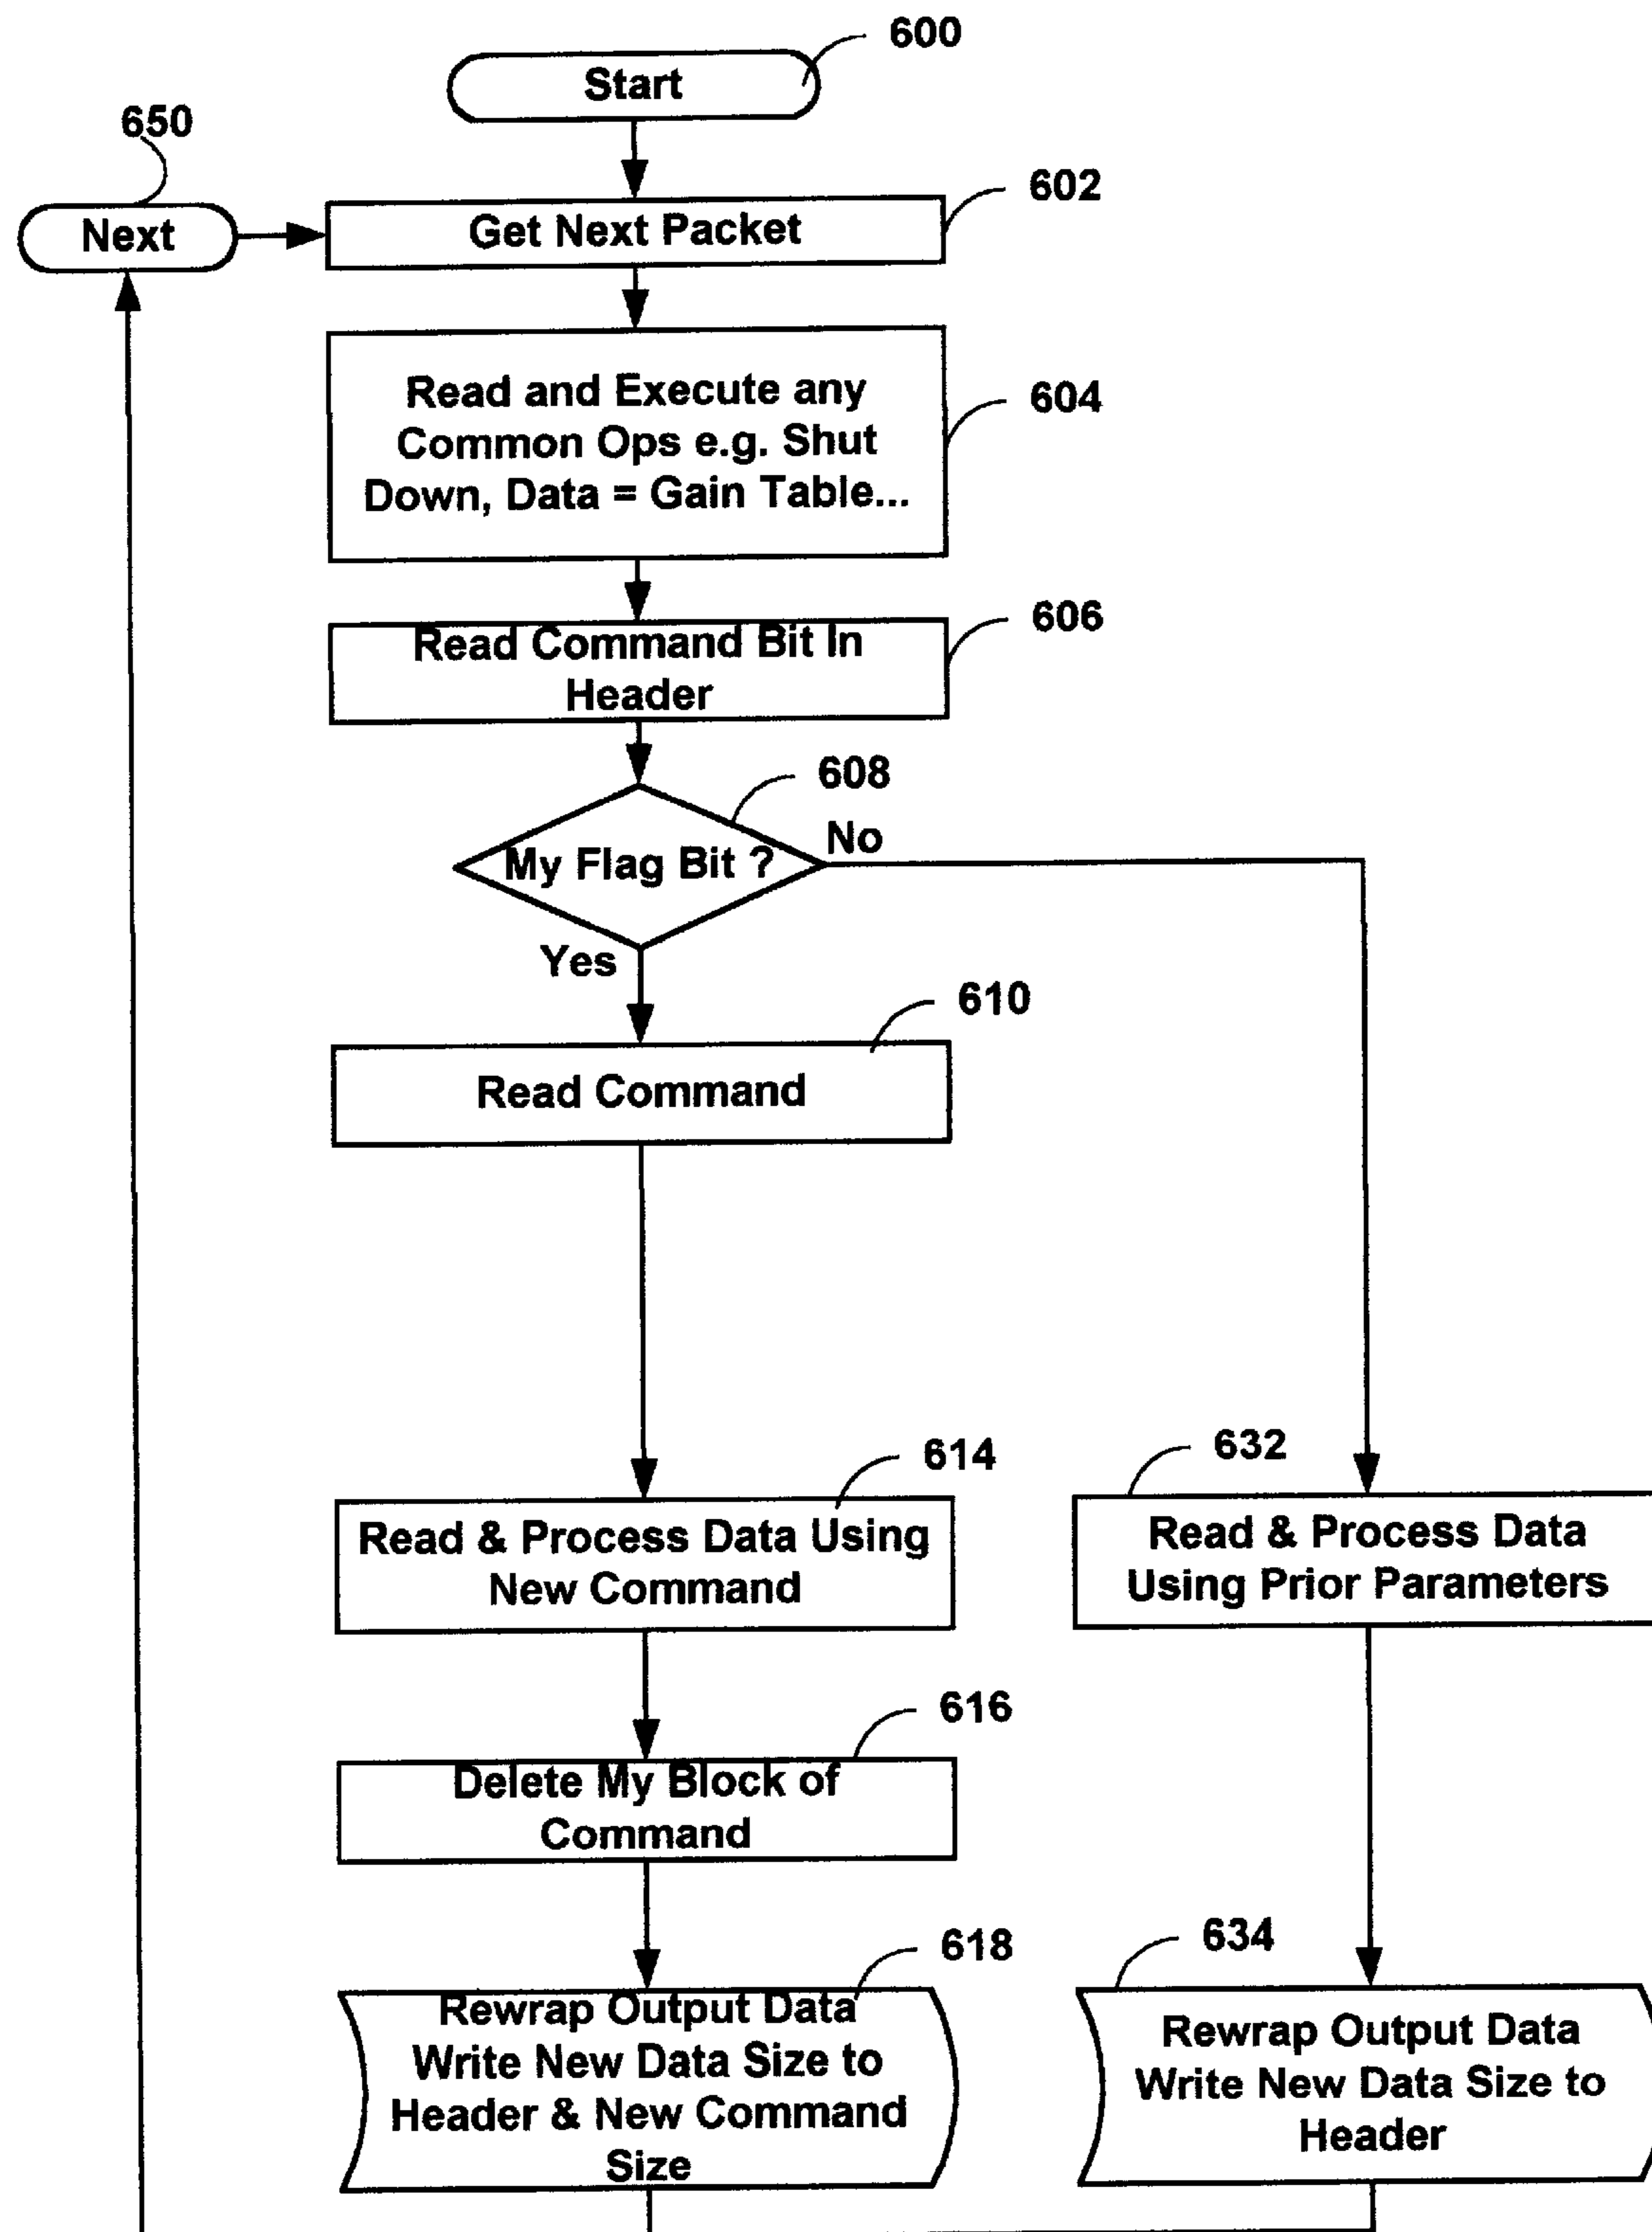 600
Start
650
602
Next
Get Next Packet
Read and Execute any
Common Ops e.g. Shut
Down, Data = Gain Table...
604
606
Read Command Bit In
Header
608
No
My Flag Bit ?
Yes
610
Read Command
614
632
Read & Process Data Using
New Command
Read & Process Data
Using Prior Parameters
616
Delete My Block of
Command
618
634
Rewrap Output Data
Write New Data Size to
Header & New Command
Size
Rewrap Output Data
Write New Data Size to
Header